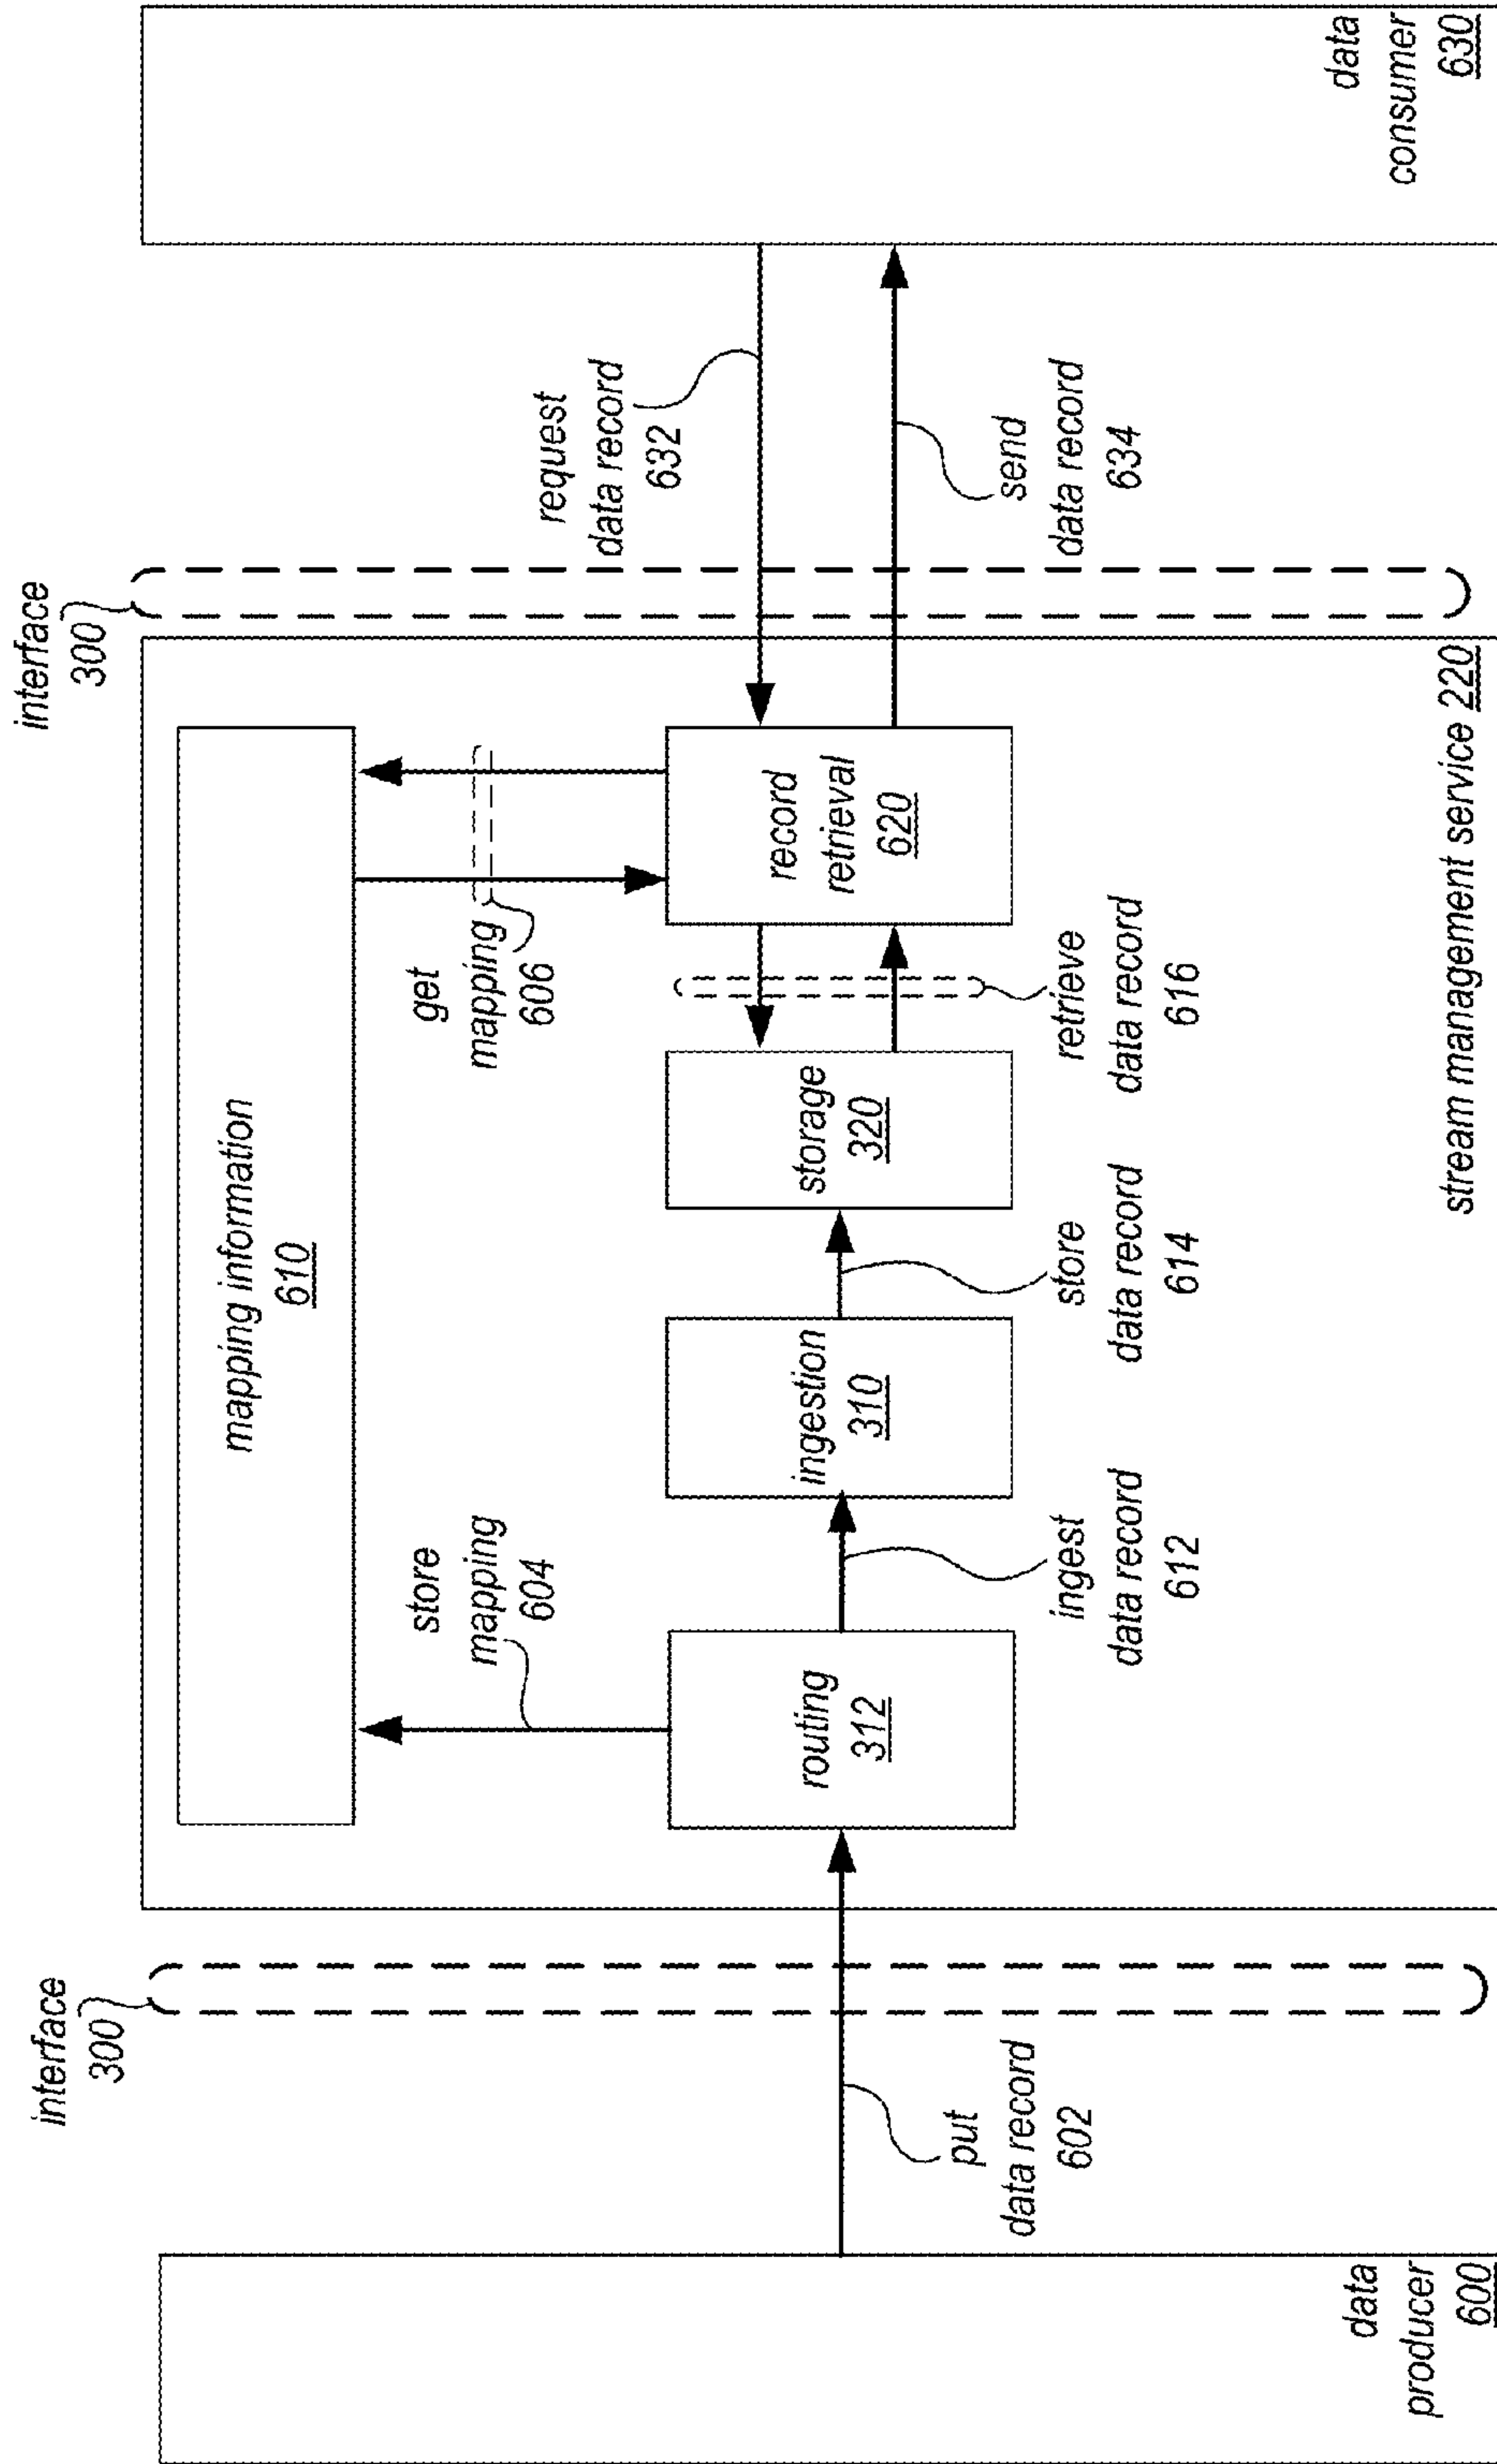 interface
300
interface
300
mapping information
610
store
mapping
604
get
mapping
606
routing
312
ingestion
310
storage
320
record
retrieval
620
request
data record
632
put
data record
602
ingest
data record
612
store
data record
614
retrieve
data record
616
send
data record
634
data
producer
600
stream management service 220
data
consumer
630